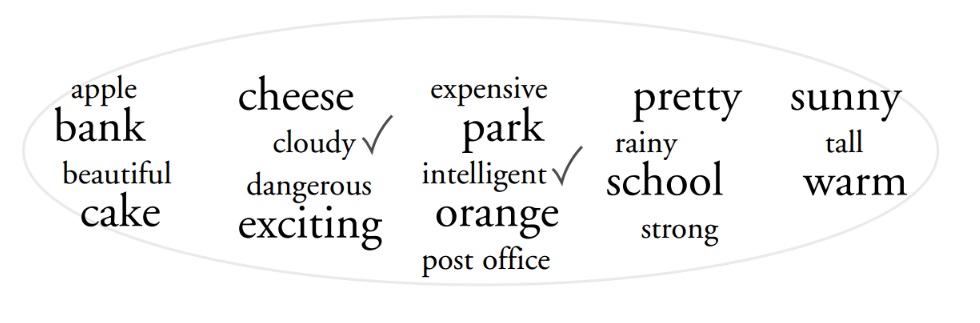 apple
bank
beautiful
cake
cheese
cloudy
dangerous
exciting
expensive
park
intelligent
orange
post office
pretty
rainy
school
strong
sunny
tall
warm